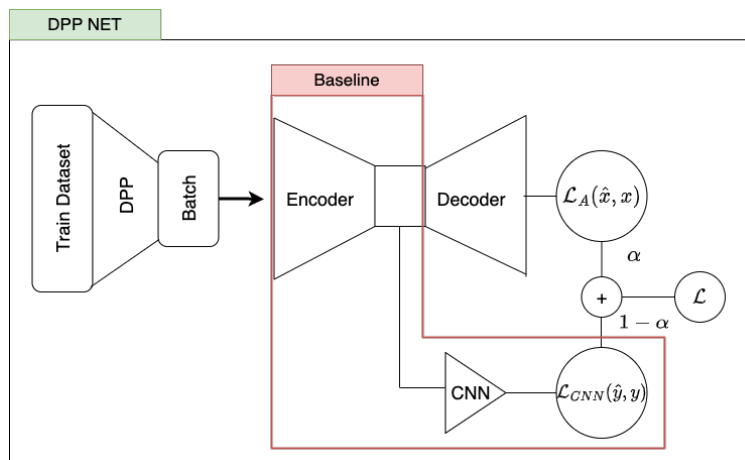 DPP NET
Baseline
Train Dataset
DPP
Batch
Encoder
Decoder
ℒ_A(x̂, x)
α
+
ℒ
1 − α
CNN
ℒ_CNN(ŷ, y)